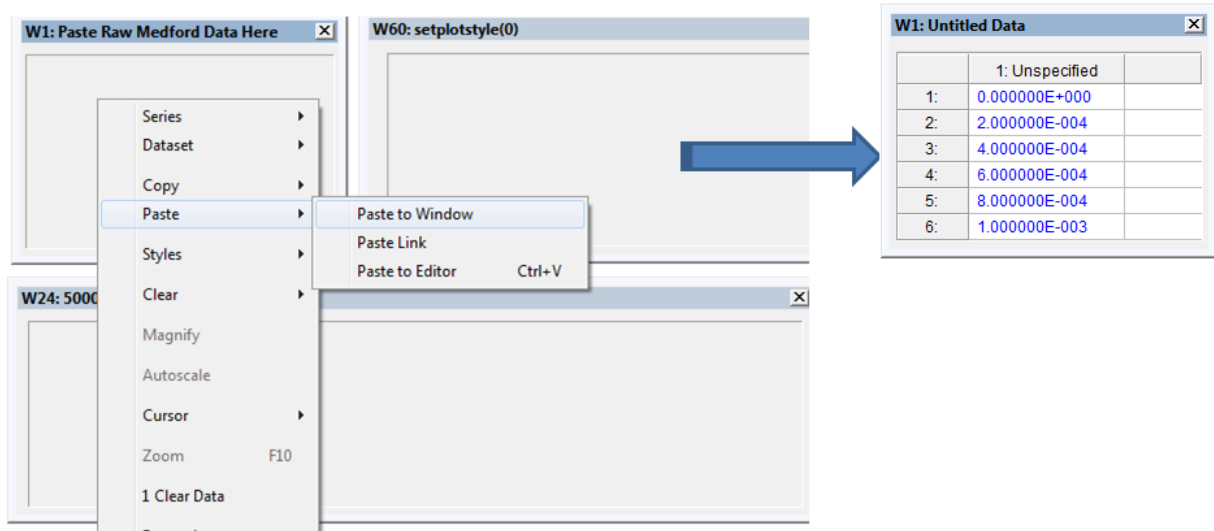 W1: Paste Raw Medford Data Here
W60: setplotstyle(0)
Series
Dataset
Copy
Paste
Styles
Clear
Magnify
Autoscale
Cursor
Zoom F10
1 Clear Data
Paste to Window
Paste Link
Paste to Editor Ctrl+V
W24: 5000
W1: Untitled Data
1: Unspecified
1: 0.000000E+000
2: 2.000000E-004
3: 4.000000E-004
4: 6.000000E-004
5: 8.000000E-004
6: 1.000000E-003